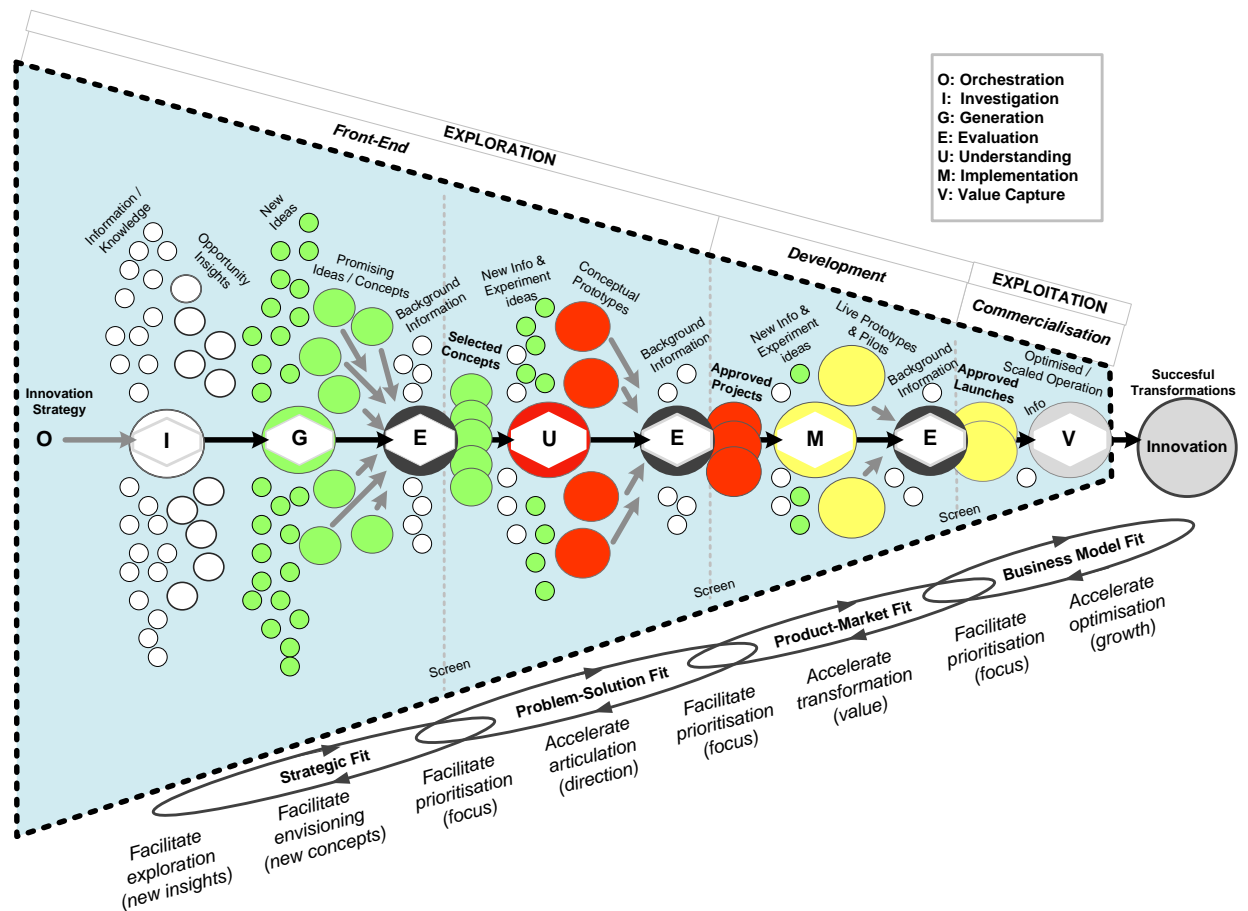 EXPLORATION
Front-End
Development
EXPLOITATION
Commercialisation
O: Orchestration
I: Investigation
G: Generation
E: Evaluation
U: Understanding
M: Implementation
V: Value Capture
Information /
Knowledge
Opportunity
Insights
New
Ideas
Promising
Ideas / Concepts
Background
Information
Selected
Concepts
New Info &
Experiment
ideas
Conceptual
Prototypes
Background
Information
Approved
Projects
New Info &
Experiment
ideas
Live Prototypes
& Pilots
Background
Information
Approved
Launches
Optimised /
Scaled Operation
Info
Succesful
Transformations
Innovation
Strategy
O
I
G
E
U
E
M
E
V
Innovation
Screen
Screen
Screen
Strategic Fit
Problem-Solution Fit
Product-Market Fit
Business Model Fit
Facilitate
exploration
(new insights)
Facilitate
envisioning
(new concepts)
Facilitate
prioritisation
(focus)
Accelerate
articulation
(direction)
Facilitate
prioritisation
(focus)
Accelerate
transformation
(value)
Facilitate
prioritisation
(focus)
Accelerate
optimisation
(growth)